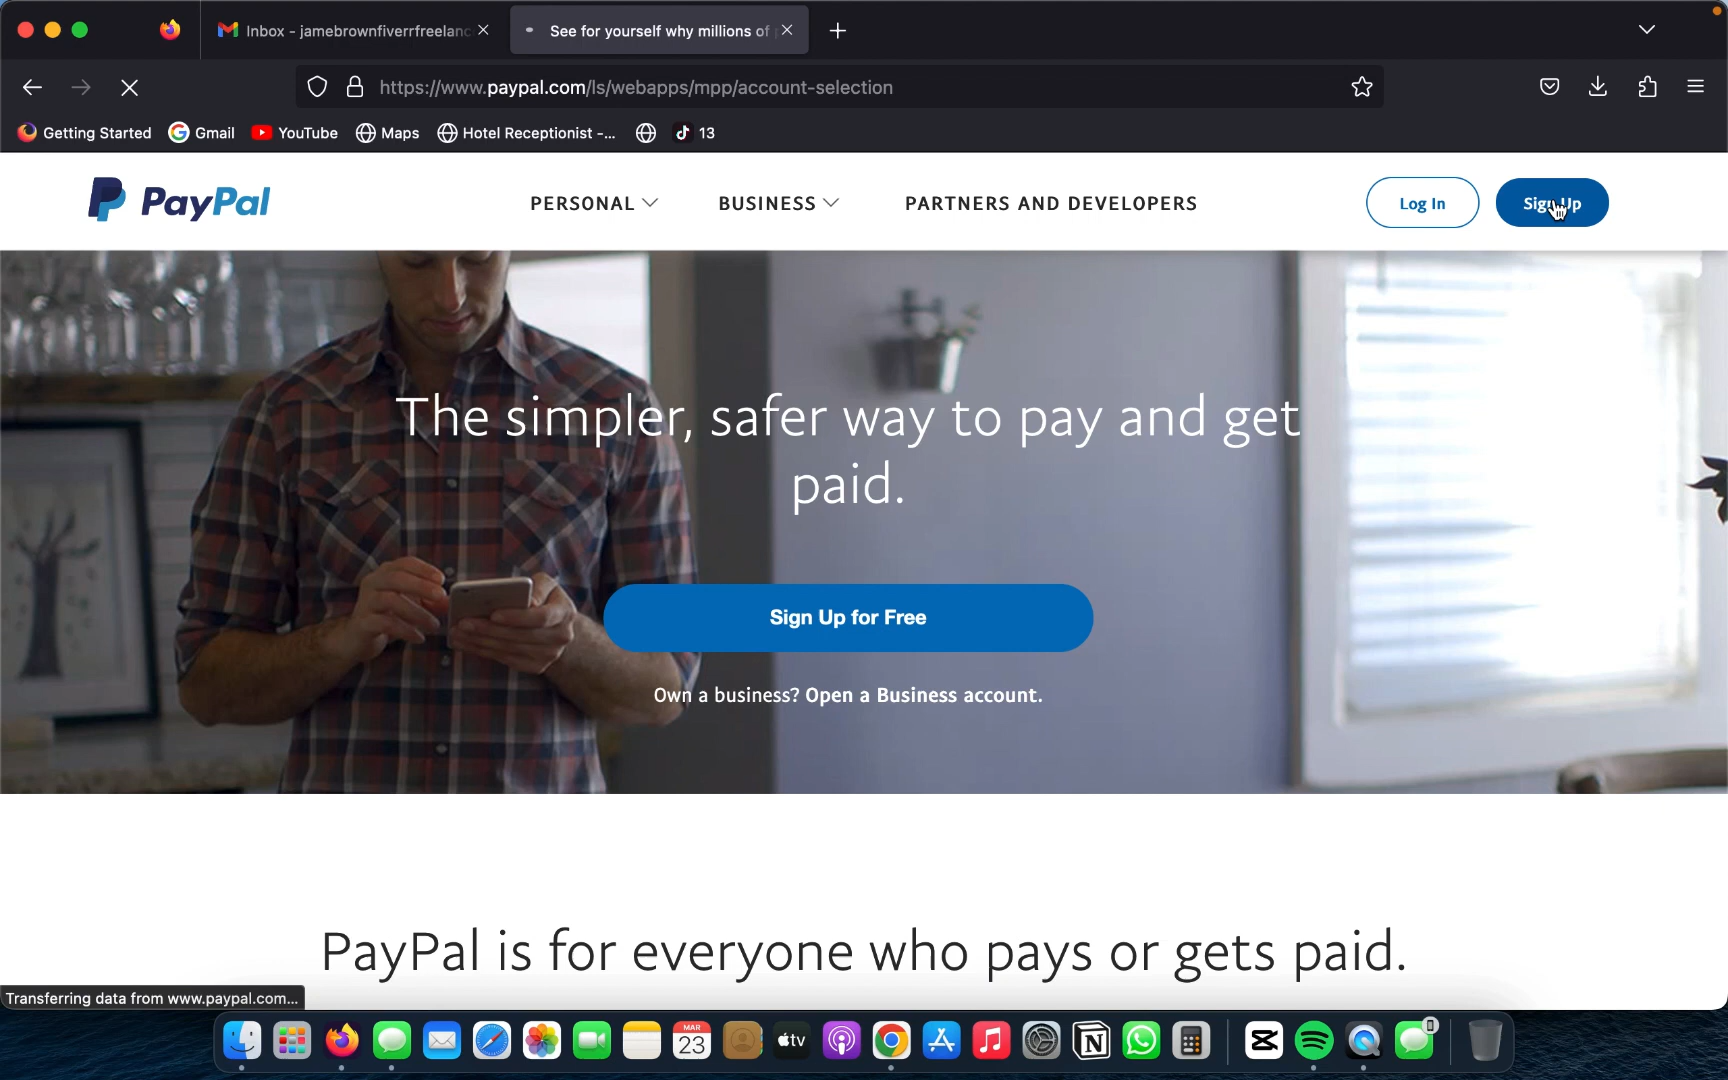 Inbox - jamebrownfiverrfreelanc
See for yourself why millions of
https://www.paypal.com/ls/webapps/mpp/account-selection
Getting Started
Gmail
YouTube
Maps
Hotel Receptionist -...
13
PayPal
PERSONAL
BUSINESS
PARTNERS AND DEVELOPERS
Log In
Sign Up
The simpler, safer way to pay and get
paid.
Sign Up for Free
Own a business? Open a Business account.
PayPal is for everyone who pays or gets paid.
Transferring data from www.paypal.com...
MAR
23
tv